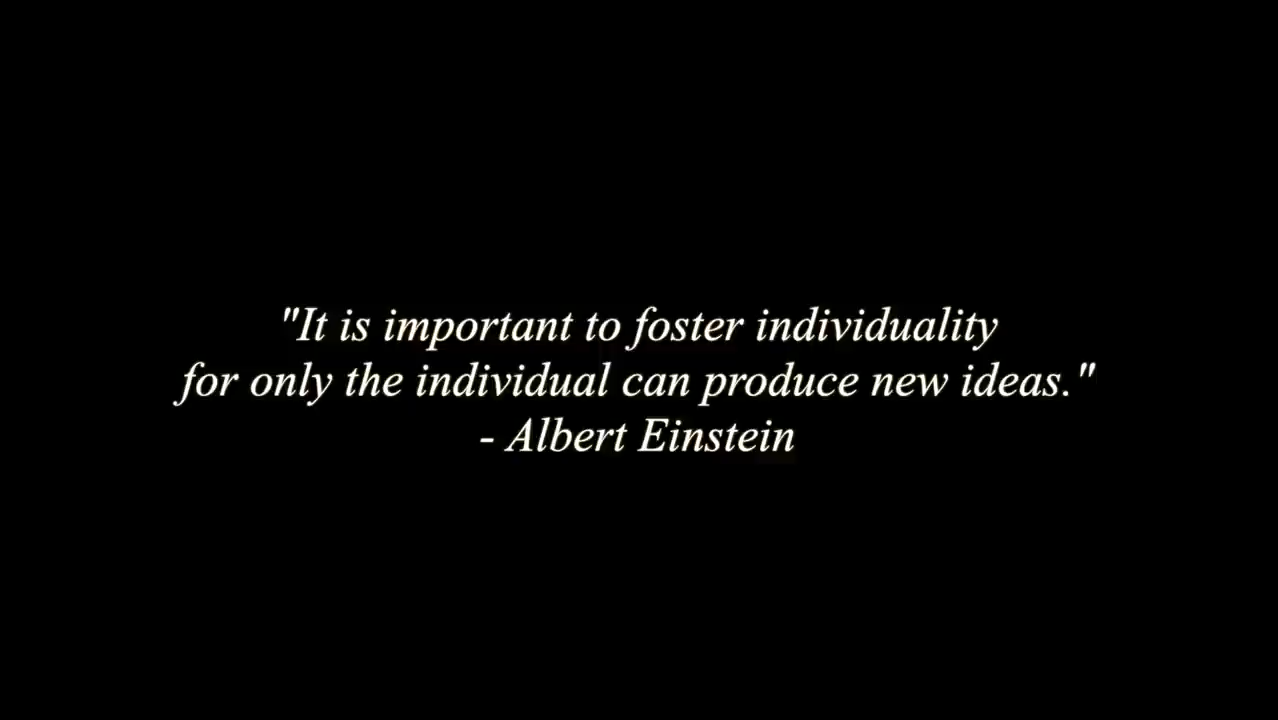 "It is important to foster individuality
for only the individual can produce new ideas."
- Albert Einstein